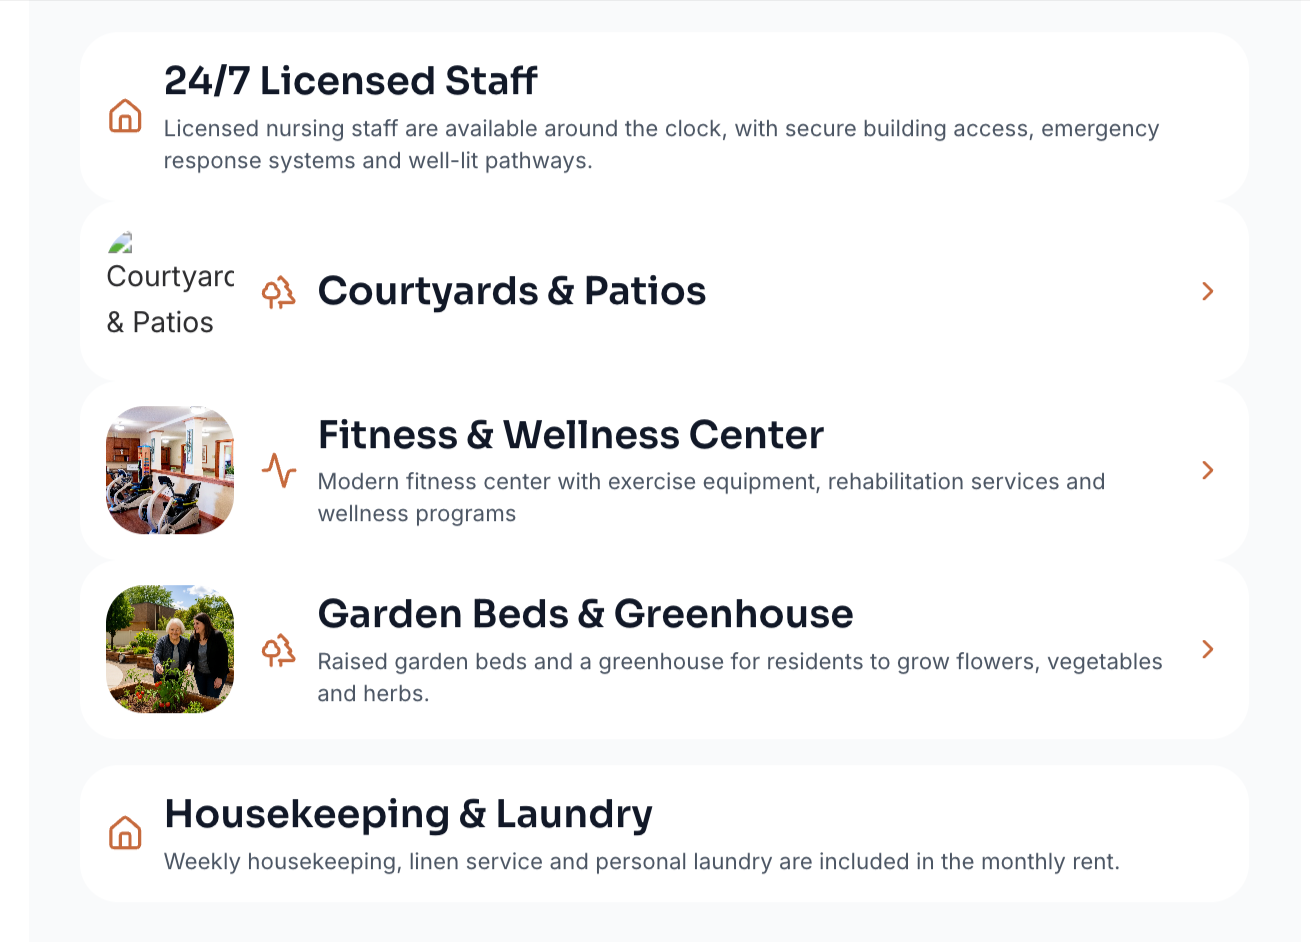 24/7 Licensed Staff
Licensed nursing staff are available around the clock, with secure building access, emergency
response systems and well-lit pathways.
Courtyard
& Patios
Courtyards & Patios
Fitness & Wellness Center
Modern fitness center with exercise equipment, rehabilitation services and
wellness programs
Garden Beds & Greenhouse
Raised garden beds and a greenhouse for residents to grow flowers, vegetables
and herbs.
Housekeeping & Laundry
Weekly housekeeping, linen service and personal laundry are included in the monthly rent.